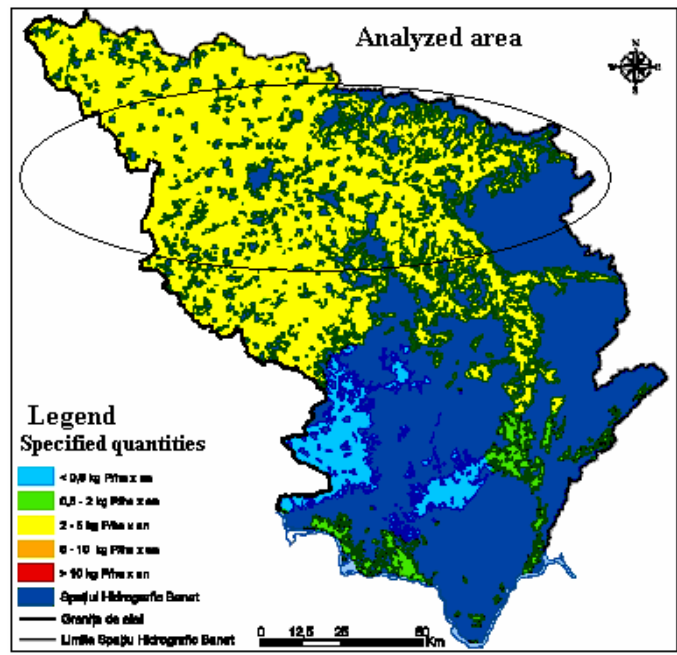 Analyzed area
N
W E
S
Legend
Specified quantities
< 0,5 kg P/ha x an
0,5 - 2 kg P/ha x an
2 - 5 kg P/ha x an
5 - 10 kg P/ha x an
> 10 kg P/ha x an
Spaţiul Hidrografic Banat
Graniţa de stat
Limita Spaţiu Hidrografic Banat
0 12,5 25 50
Km